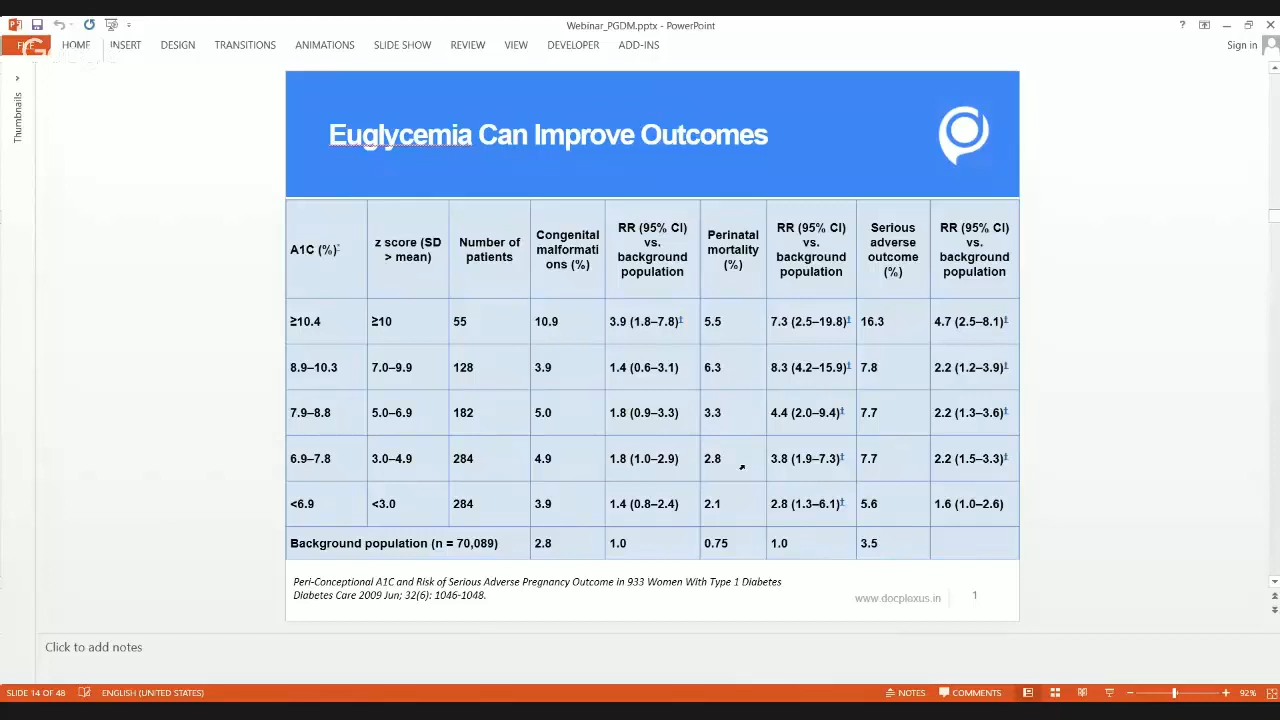 Webinar_PGDM.pptx - PowerPoint
FILE HOME INSERT DESIGN TRANSITIONS ANIMATIONS SLIDE SHOW REVIEW VIEW DEVELOPER ADD-INS Sign in
Thumbnails
Euglycemia Can Improve Outcomes
A1C (%)* z score (SD > mean) Number of patients Congenital malformati ons (%) RR (95% CI) vs. background population Perinatal mortality (%) RR (95% CI) vs. background population Serious adverse outcome (%) RR (95% CI) vs. background population
≥10.4 ≥10 55 10.9 3.9 (1.8–7.8)‡ 5.5 7.3 (2.5–19.8)‡ 16.3 4.7 (2.5–8.1)‡
8.9–10.3 7.0–9.9 128 3.9 1.4 (0.6–3.1) 6.3 8.3 (4.2–15.9)‡ 7.8 2.2 (1.2–3.9)‡
7.9–8.8 5.0–6.9 182 5.0 1.8 (0.9–3.3) 3.3 4.4 (2.0–9.4)‡ 7.7 2.2 (1.3–3.6)‡
6.9–7.8 3.0–4.9 284 4.9 1.8 (1.0–2.9) 2.8 3.8 (1.9–7.3)‡ 7.7 2.2 (1.5–3.3)‡
<6.9 <3.0 284 3.9 1.4 (0.8–2.4) 2.1 2.8 (1.3–6.1)‡ 5.6 1.6 (1.0–2.6)
Background population (n = 70,089) 2.8 1.0 0.75 1.0 3.5
Peri-Conceptional A1C and Risk of Serious Adverse Pregnancy Outcome in 933 Women With Type 1 Diabetes
Diabetes Care 2009 Jun; 32(6): 1046-1048.
www.docplexus.in 1
Click to add notes
SLIDE 14 OF 48 ENGLISH (UNITED STATES) NOTES COMMENTS 92%